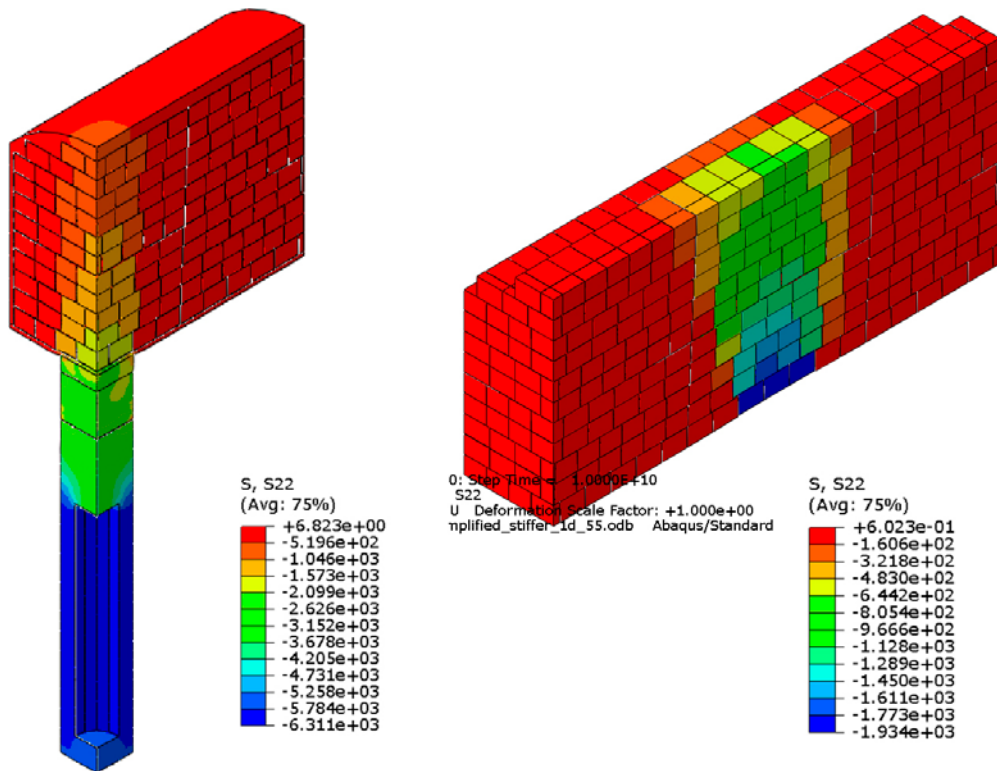 S, S22
(Avg: 75%)
+6.823e+00
-5.196e+02
-1.046e+03
-1.573e+03
-2.099e+03
-2.626e+03
-3.152e+03
-3.678e+03
-4.205e+03
-4.731e+03
-5.258e+03
-5.784e+03
-6.311e+03
0: Step Time = 1.0000E+10
S22
U Deformation Scale Factor: +1.000e+00
mplified_stiffer_1d_55.odb Abaqus/Standard
S, S22
(Avg: 75%)
+6.023e-01
-1.606e+02
-3.218e+02
-4.830e+02
-6.442e+02
-8.054e+02
-9.666e+02
-1.128e+03
-1.289e+03
-1.450e+03
-1.611e+03
-1.773e+03
-1.934e+03